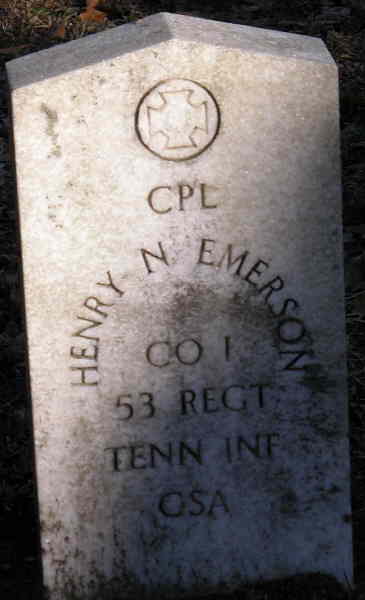 CPL
HENRY N EMERSON
CO I
53 REGT
TENN INF
CSA